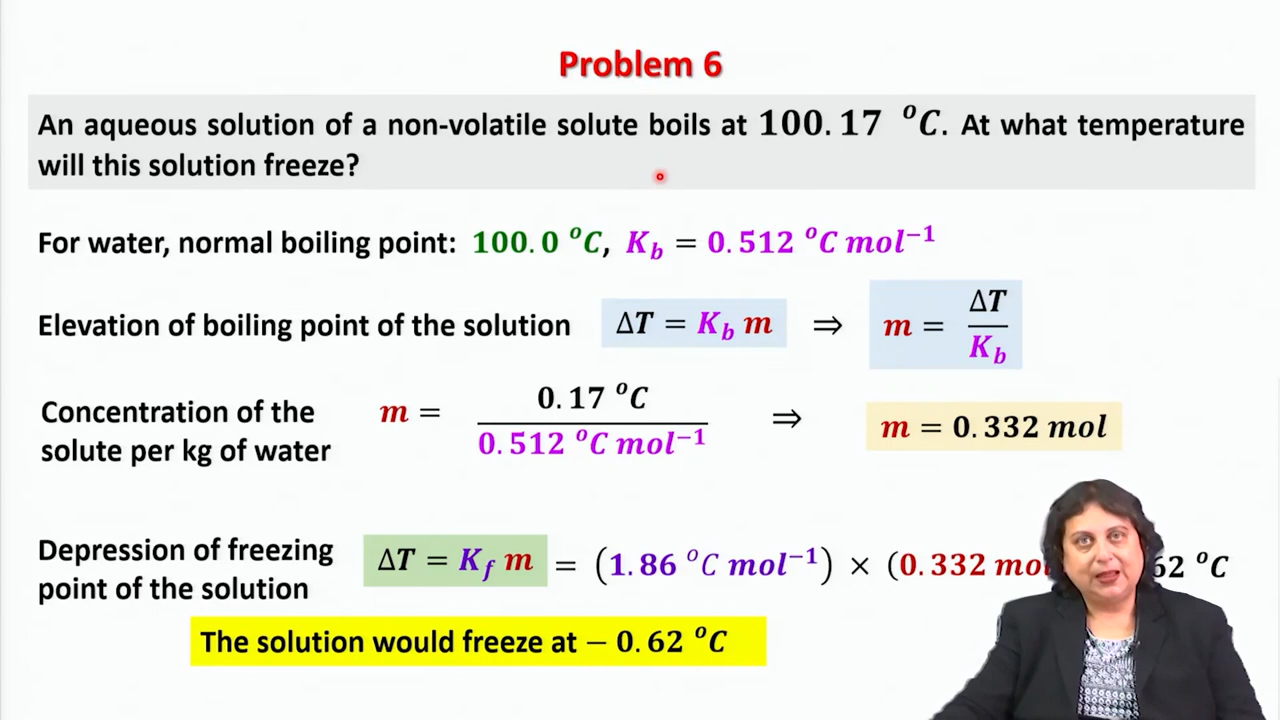 Problem 6
An aqueous solution of a non-volatile solute boils at 100.17 °C. At what temperature
will this solution freeze?
For water, normal boiling point: 100.0 °C, K_b = 0.512 °C mol⁻¹
Elevation of boiling point of the solution ΔT = K_b m ⇒ m = ΔT / K_b
Concentration of the solute per kg of water m = 0.17 °C / 0.512 °C mol⁻¹ ⇒ m = 0.332 mol
Depression of freezing point of the solution ΔT = K_f m = (1.86 °C mol⁻¹) × (0.332 62 °C
The solution would freeze at − 0.62 °C